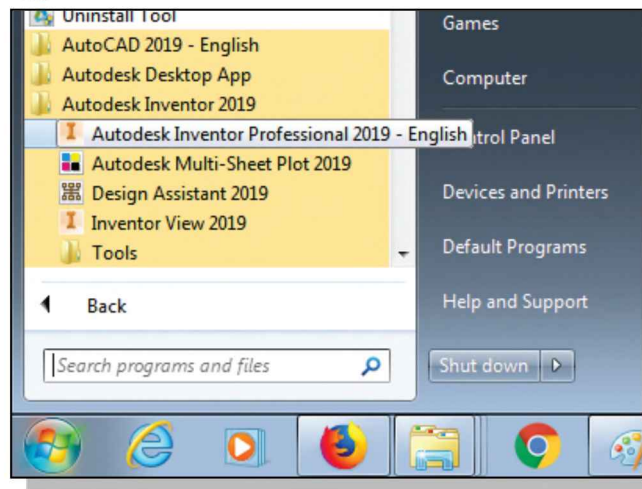 Uninstall Tool
AutoCAD 2019 - English
Autodesk Desktop App
Autodesk Inventor 2019
Autodesk Inventor Professional 2019 - English
Autodesk Multi-Sheet Plot 2019
Design Assistant 2019
Inventor View 2019
Tools
Back
Search programs and files
Games
Computer
trol Panel
Devices and Printers
Default Programs
Help and Support
Shut down